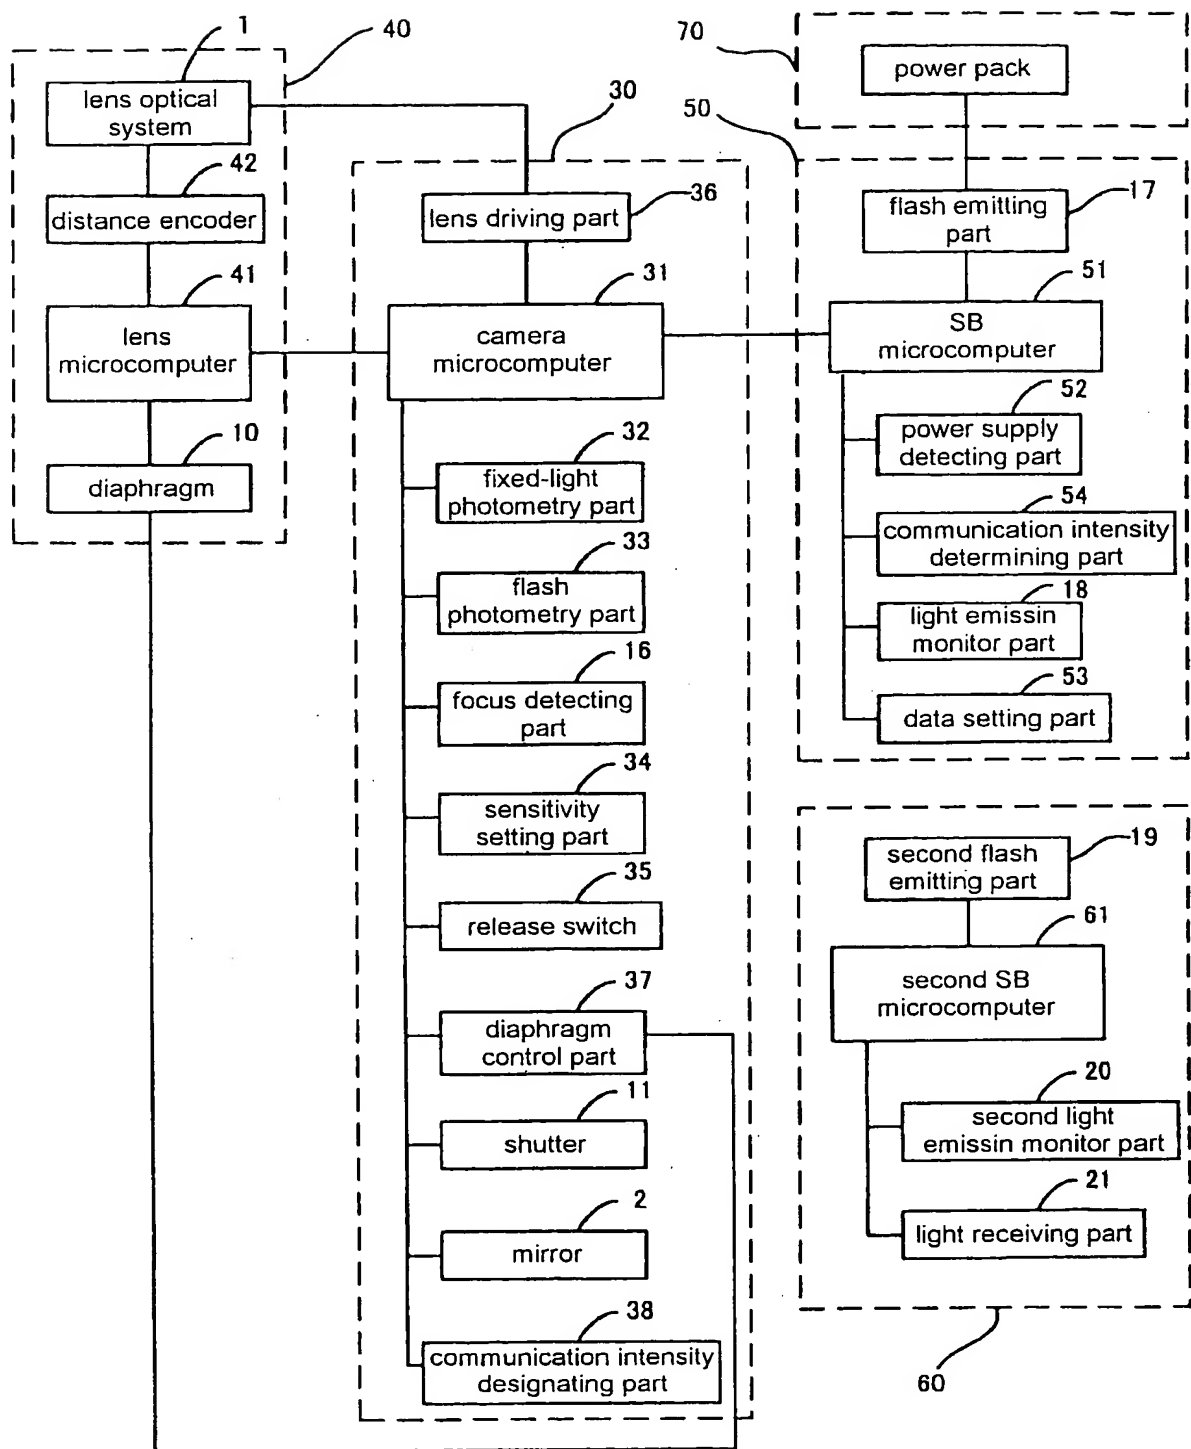 1
40
lens optical
system
42
distance encoder
41
lens
microcomputer
10
diaphragm
30
lens driving part
36
31
camera
microcomputer
32
fixed-light
photometry part
33
flash
photometry part
16
focus detecting
part
34
sensitivity
setting part
35
release switch
37
diaphragm
control part
11
shutter
2
mirror
38
communication intensity
designating part
70
power pack
50
flash emitting
part
17
51
SB
microcomputer
52
power supply
detecting part
54
communication intensity
determining part
18
light emissin
monitor part
53
data setting part
second flash
emitting part
19
61
second SB
microcomputer
20
second light
emissin monitor part
21
light receiving part
60